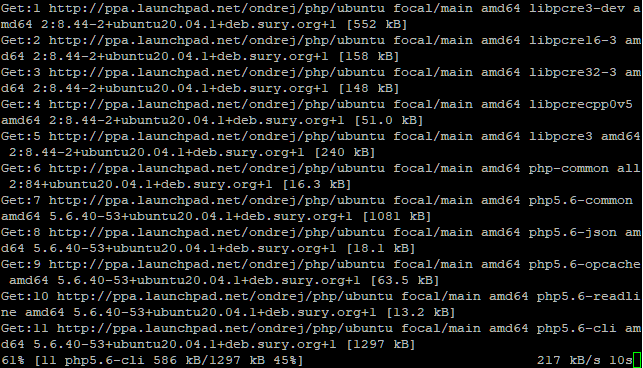 Get:1 http://ppa.launchpad.net/ondrej/php/ubuntu focal/main amd64 libpcre3-dev a
md64 2:8.44-2+ubuntu20.04.1+deb.sury.org+1 [552 kB]
Get:2 http://ppa.launchpad.net/ondrej/php/ubuntu focal/main amd64 libpcre16-3 am
d64 2:8.44-2+ubuntu20.04.1+deb.sury.org+1 [158 kB]
Get:3 http://ppa.launchpad.net/ondrej/php/ubuntu focal/main amd64 libpcre32-3 am
d64 2:8.44-2+ubuntu20.04.1+deb.sury.org+1 [148 kB]
Get:4 http://ppa.launchpad.net/ondrej/php/ubuntu focal/main amd64 libpcrecpp0v5
amd64 2:8.44-2+ubuntu20.04.1+deb.sury.org+1 [51.0 kB]
Get:5 http://ppa.launchpad.net/ondrej/php/ubuntu focal/main amd64 libpcre3 amd64
2:8.44-2+ubuntu20.04.1+deb.sury.org+1 [240 kB]
Get:6 http://ppa.launchpad.net/ondrej/php/ubuntu focal/main amd64 php-common all
2:84+ubuntu20.04.1+deb.sury.org+1 [16.3 kB]
Get:7 http://ppa.launchpad.net/ondrej/php/ubuntu focal/main amd64 php5.6-common
amd64 5.6.40-53+ubuntu20.04.1+deb.sury.org+1 [1081 kB]
Get:8 http://ppa.launchpad.net/ondrej/php/ubuntu focal/main amd64 php5.6-json am
d64 5.6.40-53+ubuntu20.04.1+deb.sury.org+1 [18.1 kB]
Get:9 http://ppa.launchpad.net/ondrej/php/ubuntu focal/main amd64 php5.6-opcache
amd64 5.6.40-53+ubuntu20.04.1+deb.sury.org+1 [63.5 kB]
Get:10 http://ppa.launchpad.net/ondrej/php/ubuntu focal/main amd64 php5.6-readli
ne amd64 5.6.40-53+ubuntu20.04.1+deb.sury.org+1 [13.2 kB]
Get:11 http://ppa.launchpad.net/ondrej/php/ubuntu focal/main amd64 php5.6-cli am
d64 5.6.40-53+ubuntu20.04.1+deb.sury.org+1 [1297 kB]
61% [11 php5.6-cli 586 kB/1297 kB 45%] 217 kB/s 10s